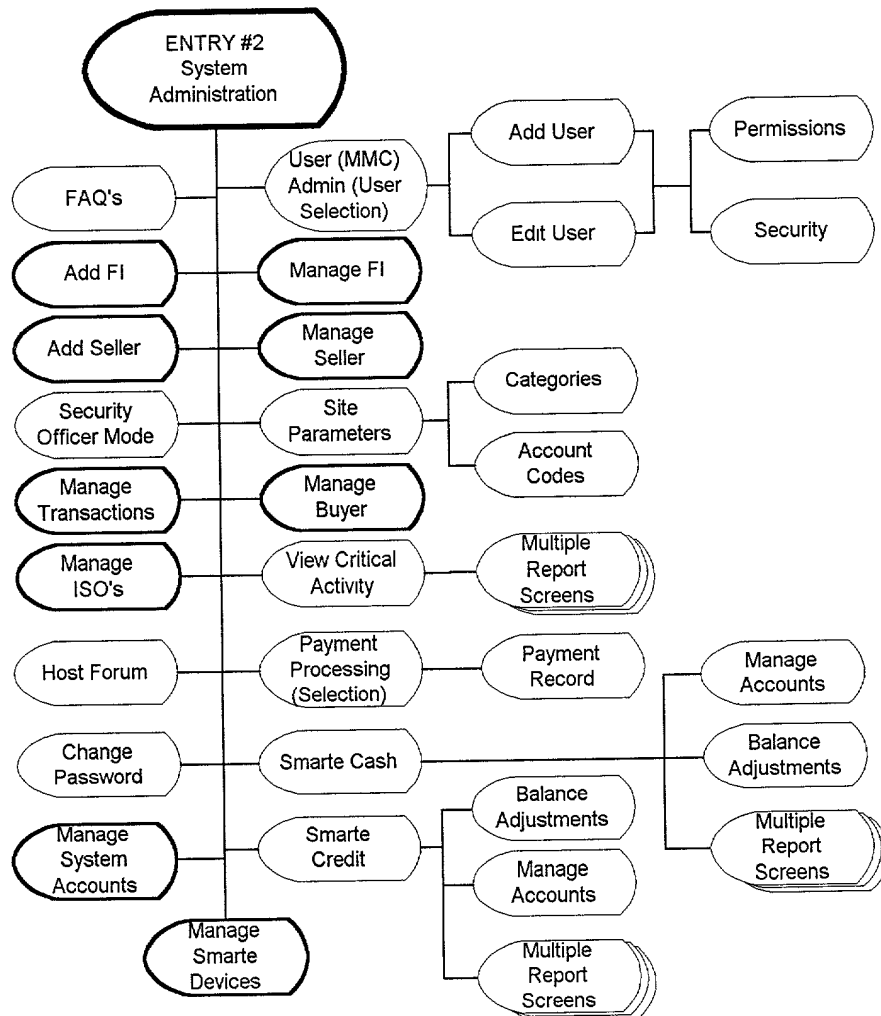 ENTRY #2
System
Administration
FAQ's
User (MMC)
Admin (User
Selection)
Add User
Edit User
Permissions
Security
Add FI
Manage FI
Add Seller
Manage
Seller
Security
Officer Mode
Site
Parameters
Categories
Account
Codes
Manage
Transactions
Manage
Buyer
Manage
ISO's
View Critical
Activity
Multiple
Report
Screens
Host Forum
Payment
Processing
(Selection)
Payment
Record
Change
Password
Smarte Cash
Manage
Accounts
Balance
Adjustments
Multiple
Report
Screens
Manage
System
Accounts
Smarte
Credit
Balance
Adjustments
Manage
Accounts
Multiple
Report
Screens
Manage
Smarte
Devices